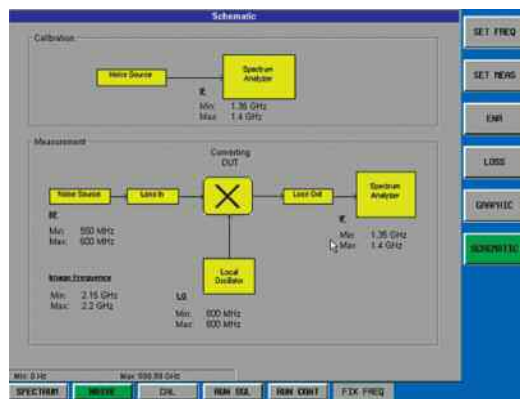 Schematic
Calibration
Noise Source
Spectrum
Analyzer
IF
Min: 1.35 GHz
Max: 1.4 GHz
Measurement
Converting
DUT
Noise Source
Loss In
Loss Out
Spectrum
Analyzer
RF
Min: 550 MHz
Max: 600 MHz
IF
Min: 1.35 GHz
Max: 1.4 GHz
Image Frequency
Min: 2.15 GHz
Max: 2.2 GHz
Local
Oscillator
LO
Min: 800 MHz
Max: 800 MHz
Min: 0 Hz
SET FREQ
SET MEAS
ENR
LOSS
GRAPHIC
SCHEMATIC
SPECTRUM
NOISE
CAL
RUN SGL
RUN CONT
FIX FREQ